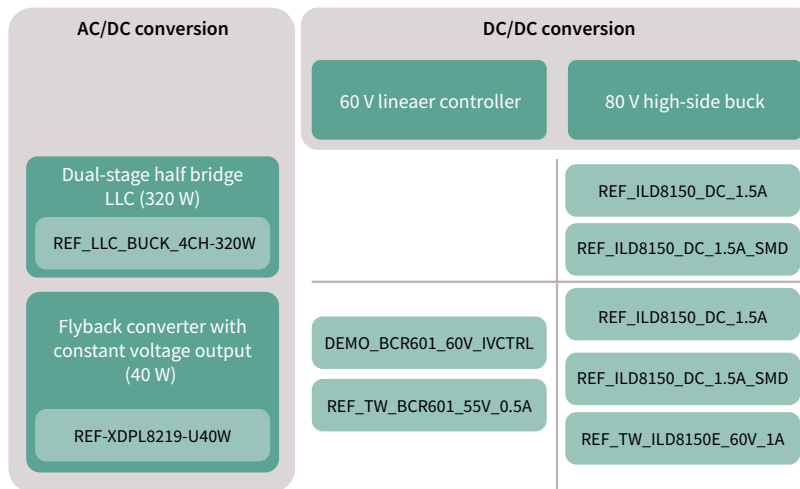 AC/DC conversion
DC/DC conversion
60 V lineaer controller
80 V high-side buck
Dual-stage half bridge
LLC (320 W)
REF_LLC_BUCK_4CH-320W
REF_ILD8150_DC_1.5A
REF_ILD8150_DC_1.5A_SMD
Flyback converter with
constant voltage output
(40 W)
REF-XDPL8219-U40W
DEMO_BCR601_60V_IVCTRL
REF_TW_BCR601_55V_0.5A
REF_ILD8150_DC_1.5A
REF_ILD8150_DC_1.5A_SMD
REF_TW_ILD8150E_60V_1A